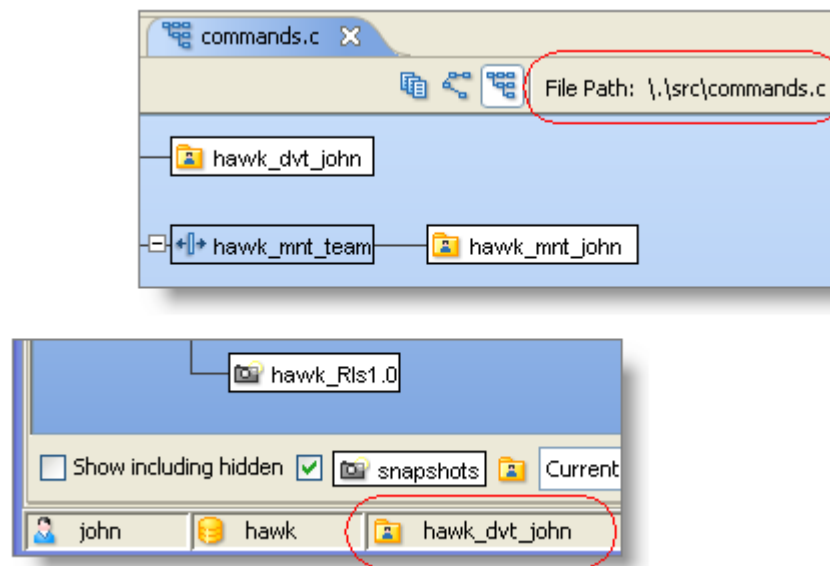 commands.c
File Path: \.\src\commands.c
hawk_dvt_john
hawk_mnt_team hawk_mnt_john
hawk_Rls1.0
Show including hidden snapshots Current
john hawk hawk_dvt_john